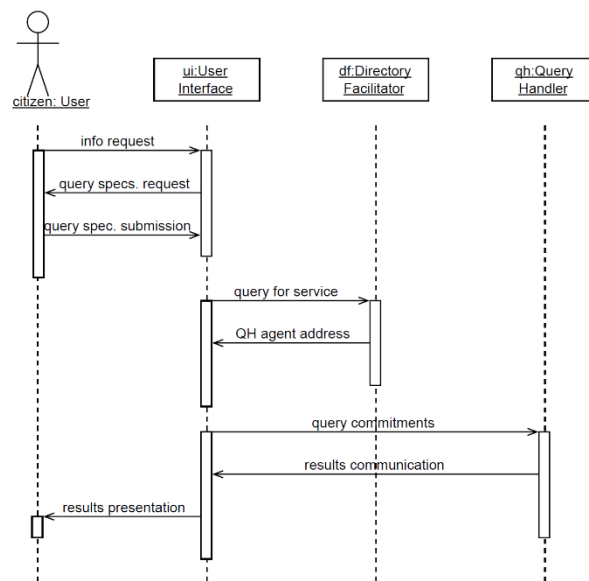 citizen: User
ui:User
Interface
df:Directory
Facilitator
qh:Query
Handler
info request
query specs. request
query spec. submission
query for service
QH agent address
query commitments
results communication
results presentation